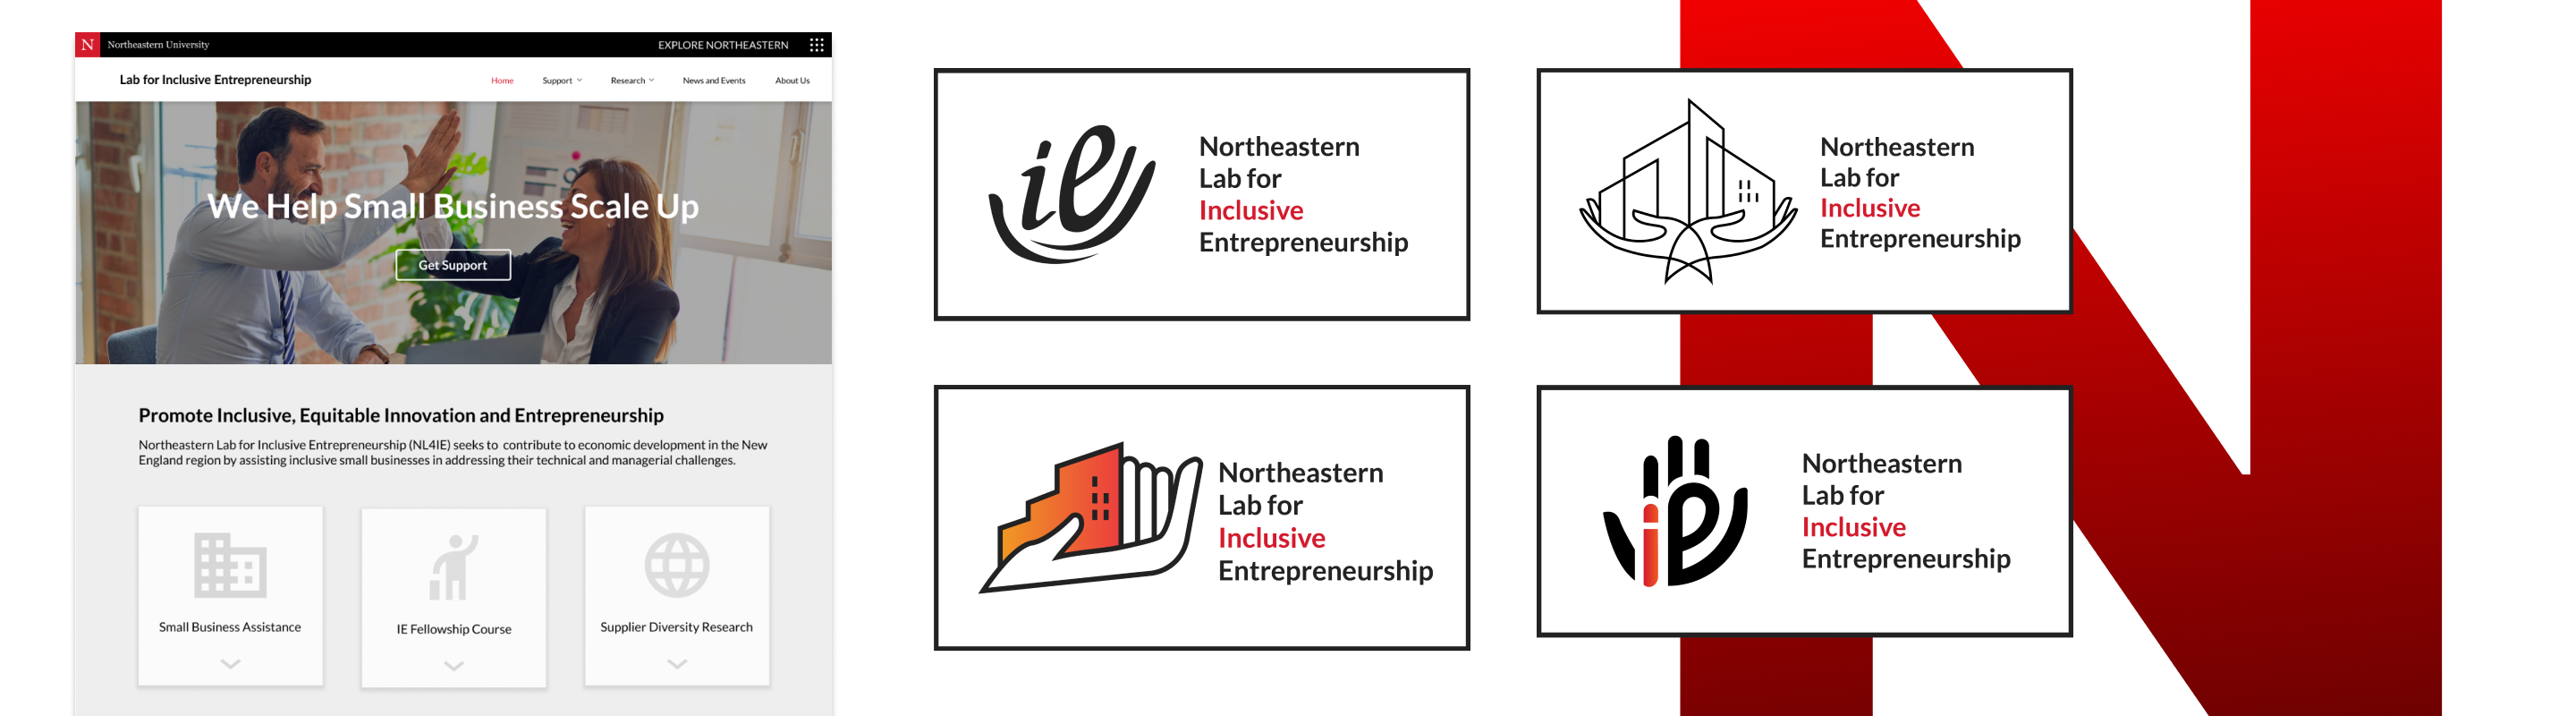 N Northeastern University EXPLORE NORTHEASTERN
Lab for Inclusive Entrepreneurship Home Support Research News and Events About Us
We Help Small Business Scale Up
Get Support
Promote Inclusive, Equitable Innovation and Entrepreneurship
Northeastern Lab for Inclusive Entrepreneurship (NL4IE) seeks to contribute to economic development in the New
England region by assisting inclusive small businesses in addressing their technical and managerial challenges.
Small Business Assistance
IE Fellowship Course
Supplier Diversity Research
ie
Northeastern
Lab for
Inclusive
Entrepreneurship
Northeastern
Lab for
Inclusive
Entrepreneurship
Northeastern
Lab for
Inclusive
Entrepreneurship
ie
Northeastern
Lab for
Inclusive
Entrepreneurship
N